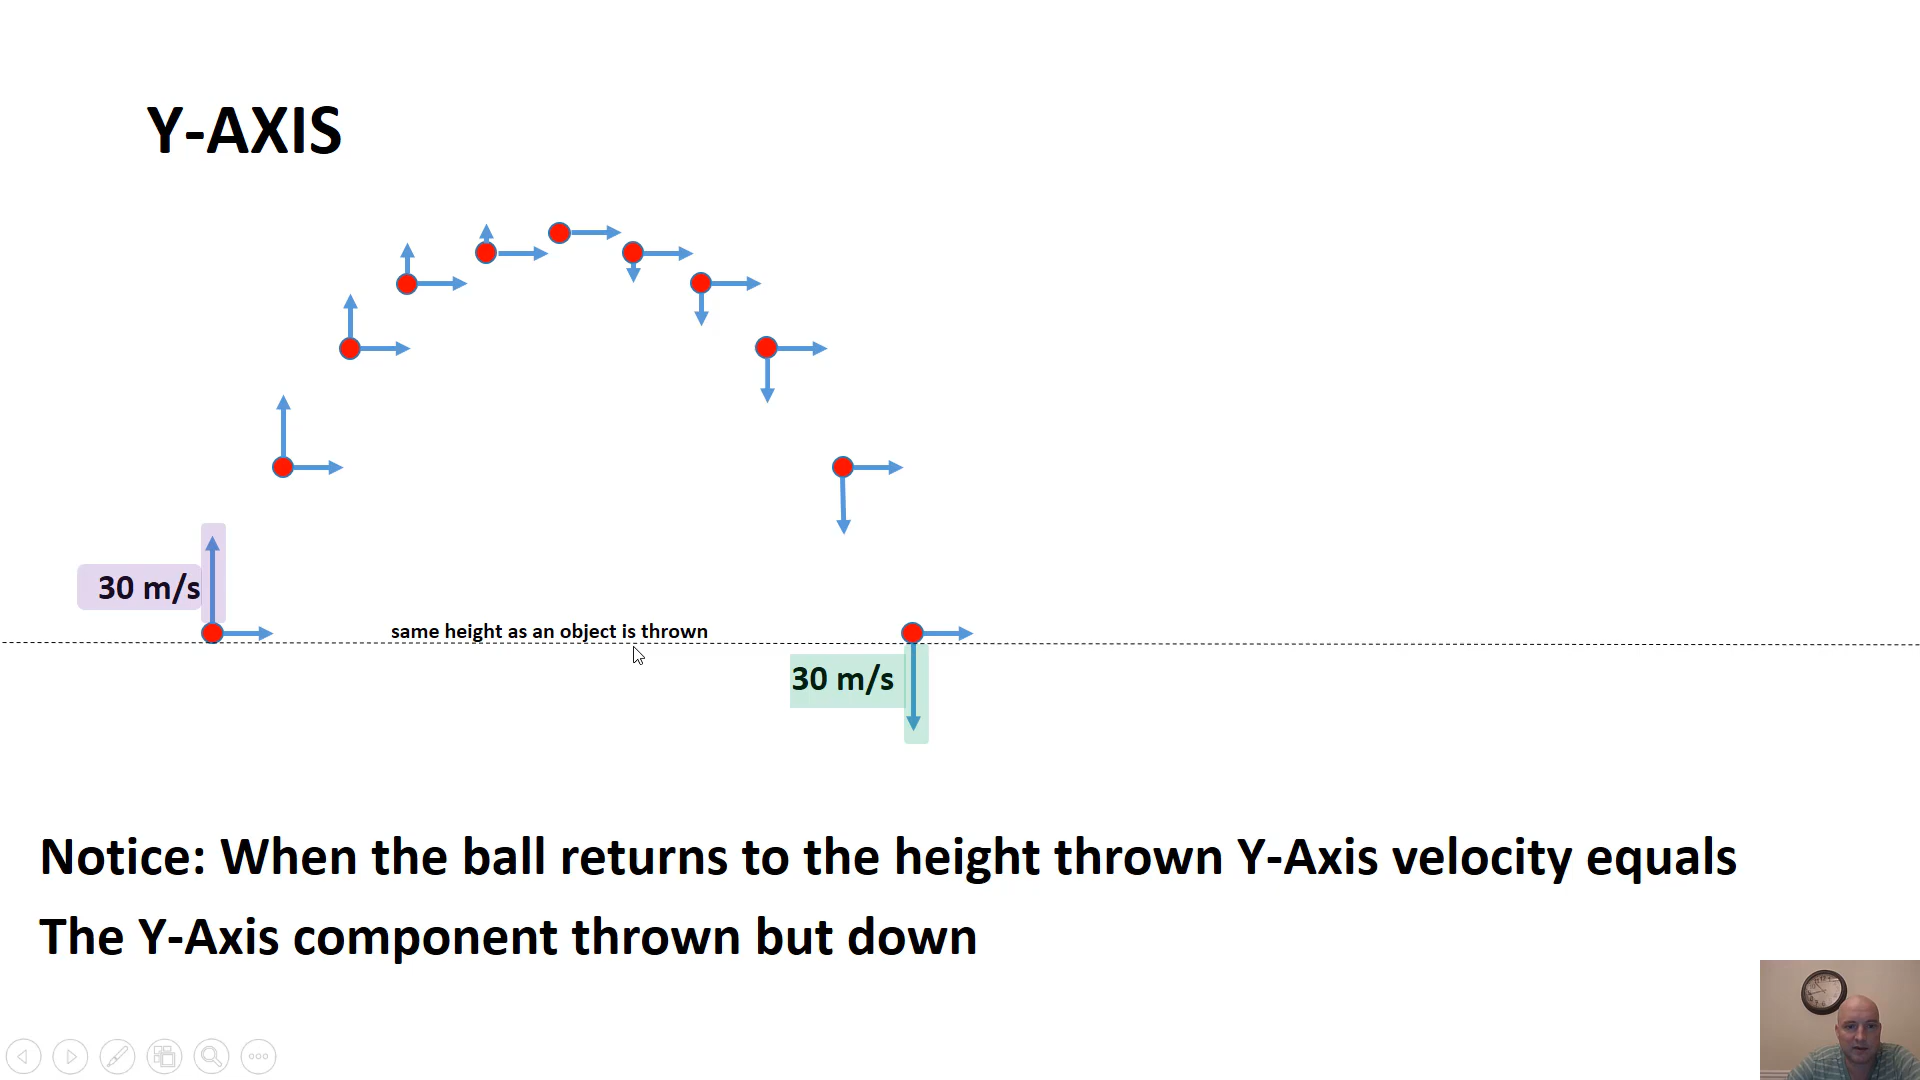 Y-AXIS
30 m/s
same height as an object is thrown
30 m/s
Notice: When the ball returns to the height thrown Y-Axis velocity equals
The Y-Axis component thrown but down